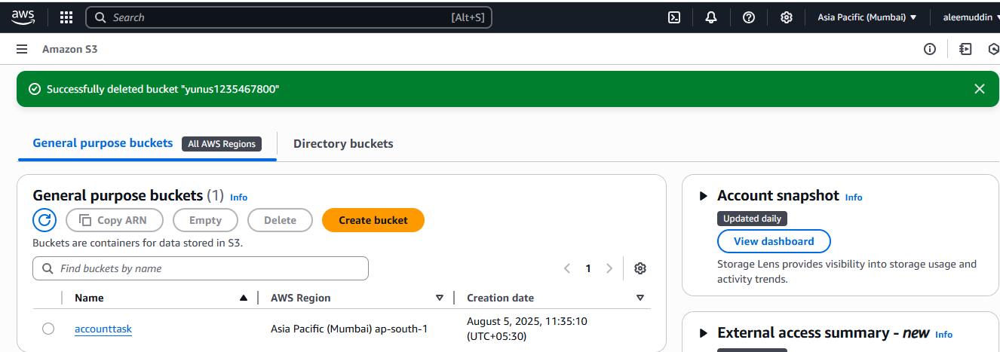 aws
Search [Alt+S]
Asia Pacific (Mumbai)
aleemuddin
Amazon S3
Successfully deleted bucket "yunus1235467800"
General purpose buckets All AWS Regions
Directory buckets
General purpose buckets (1) Info
Copy ARN
Empty
Delete
Create bucket
Buckets are containers for data stored in S3.
Find buckets by name
1
Name
AWS Region
Creation date
accounttask
Asia Pacific (Mumbai) ap-south-1
August 5, 2025, 11:35:10
(UTC+05:30)
Account snapshot Info
Updated daily
View dashboard
Storage Lens provides visibility into storage usage and
activity trends.
External access summary - new Info